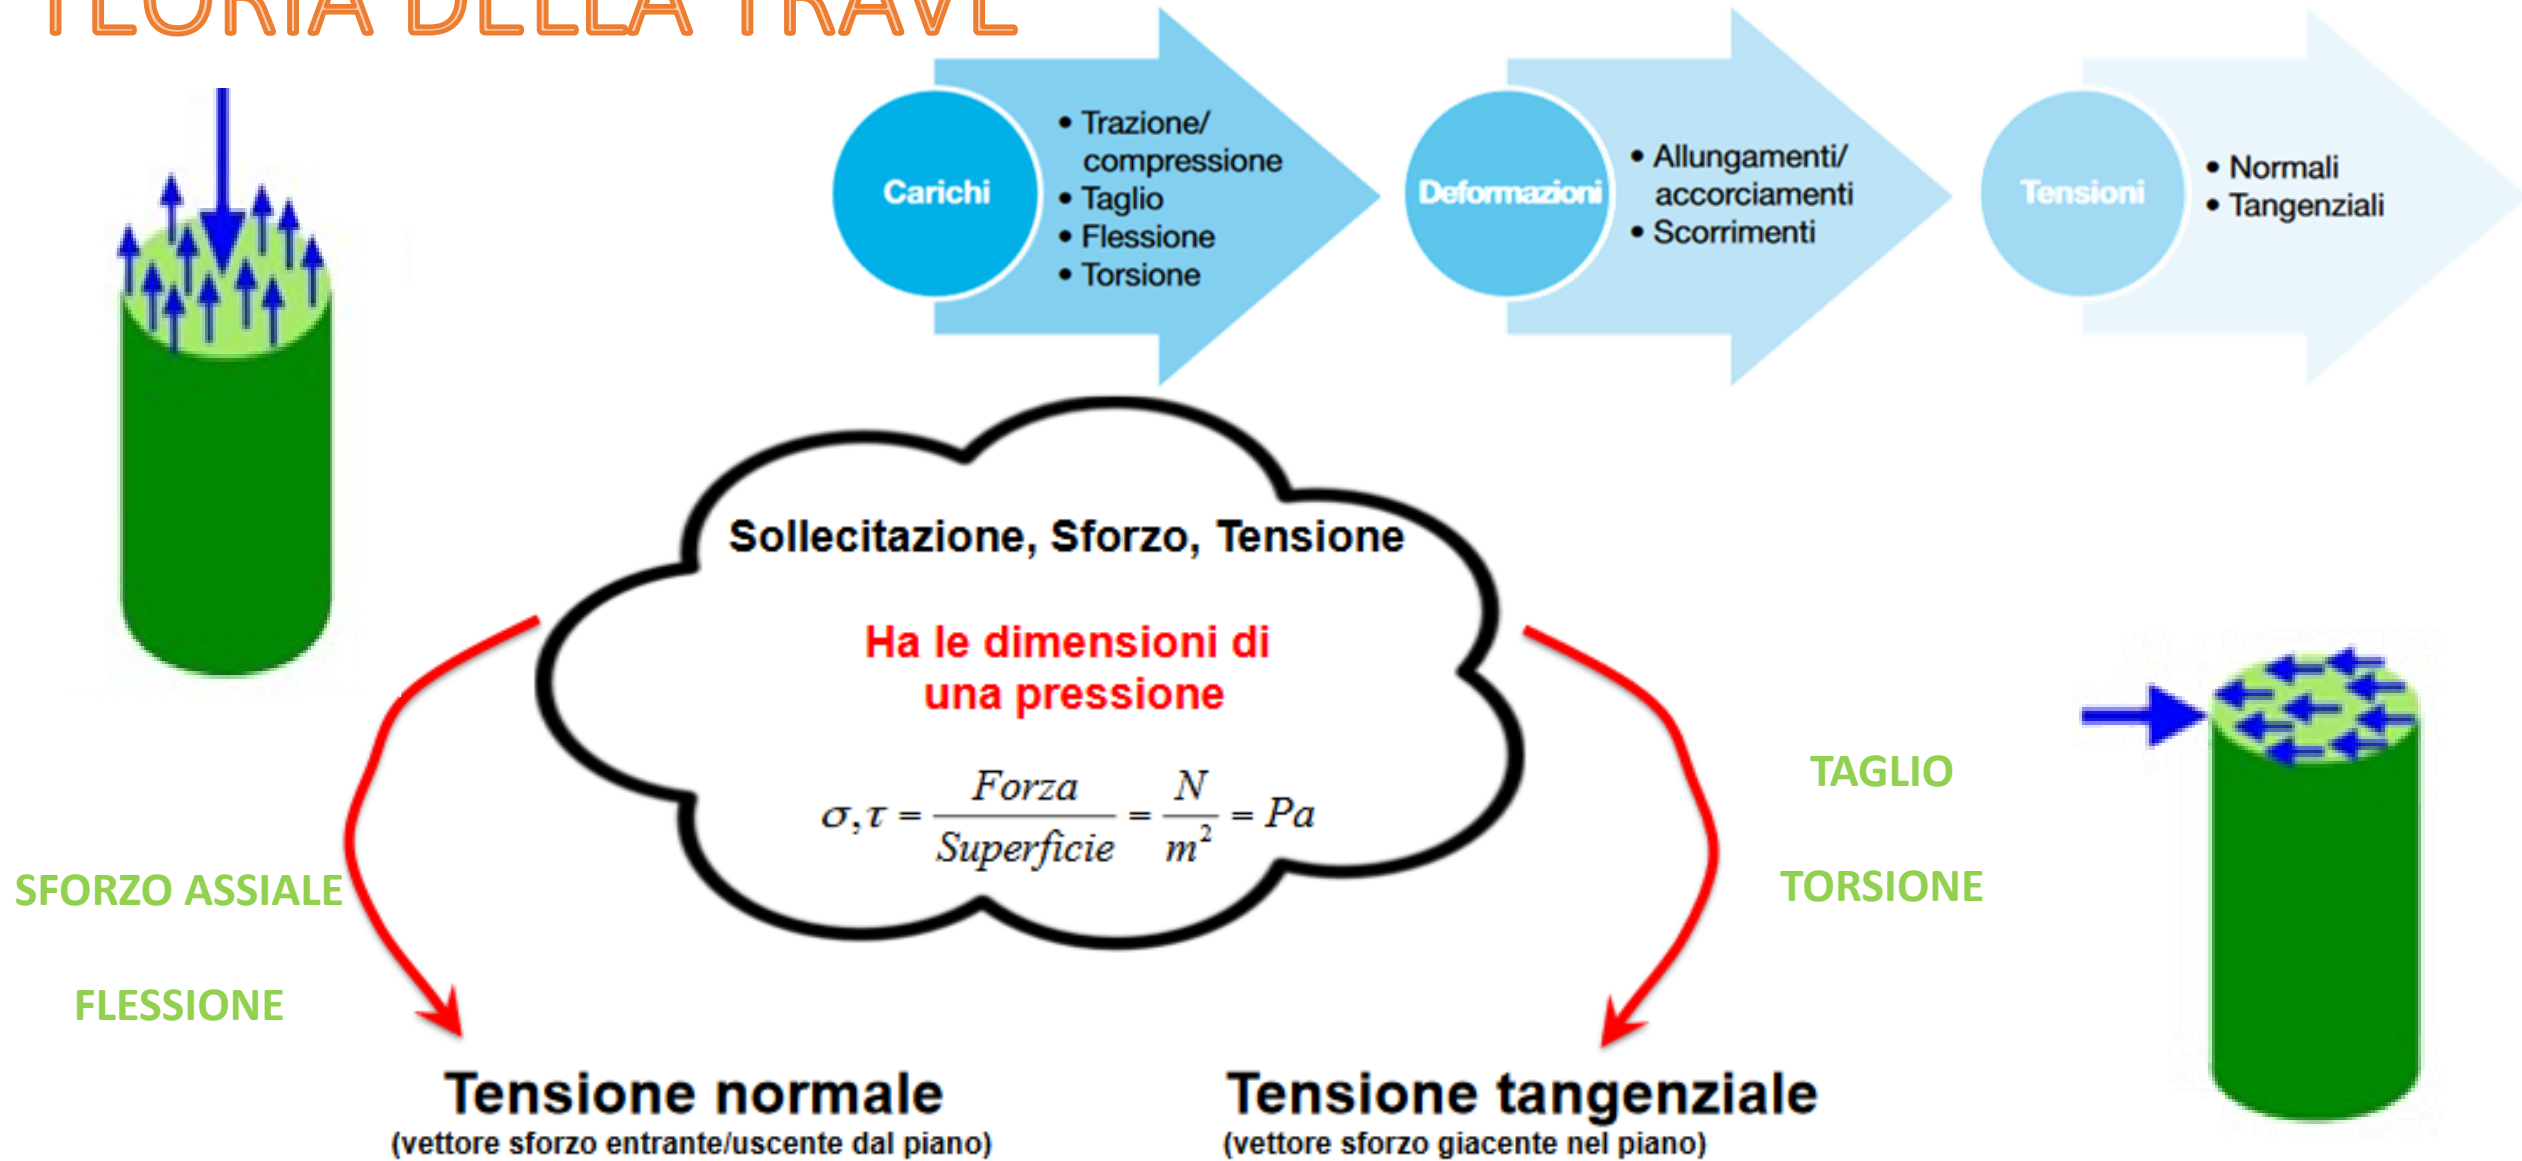 TEORIA DELLA TRAVE
Carichi
• Trazione/
compressione
• Taglio
• Flessione
• Torsione
Deformazioni
• Allungamenti/
accorciamenti
• Scorrimenti
Tensioni
• Normali
• Tangenziali
Sollecitazione, Sforzo, Tensione
Ha le dimensioni di
una pressione
σ,τ = Forza / Superficie = N / m² = Pa
SFORZO ASSIALE
FLESSIONE
TAGLIO
TORSIONE
Tensione normale
(vettore sforzo entrante/uscente dal piano)
Tensione tangenziale
(vettore sforzo giacente nel piano)